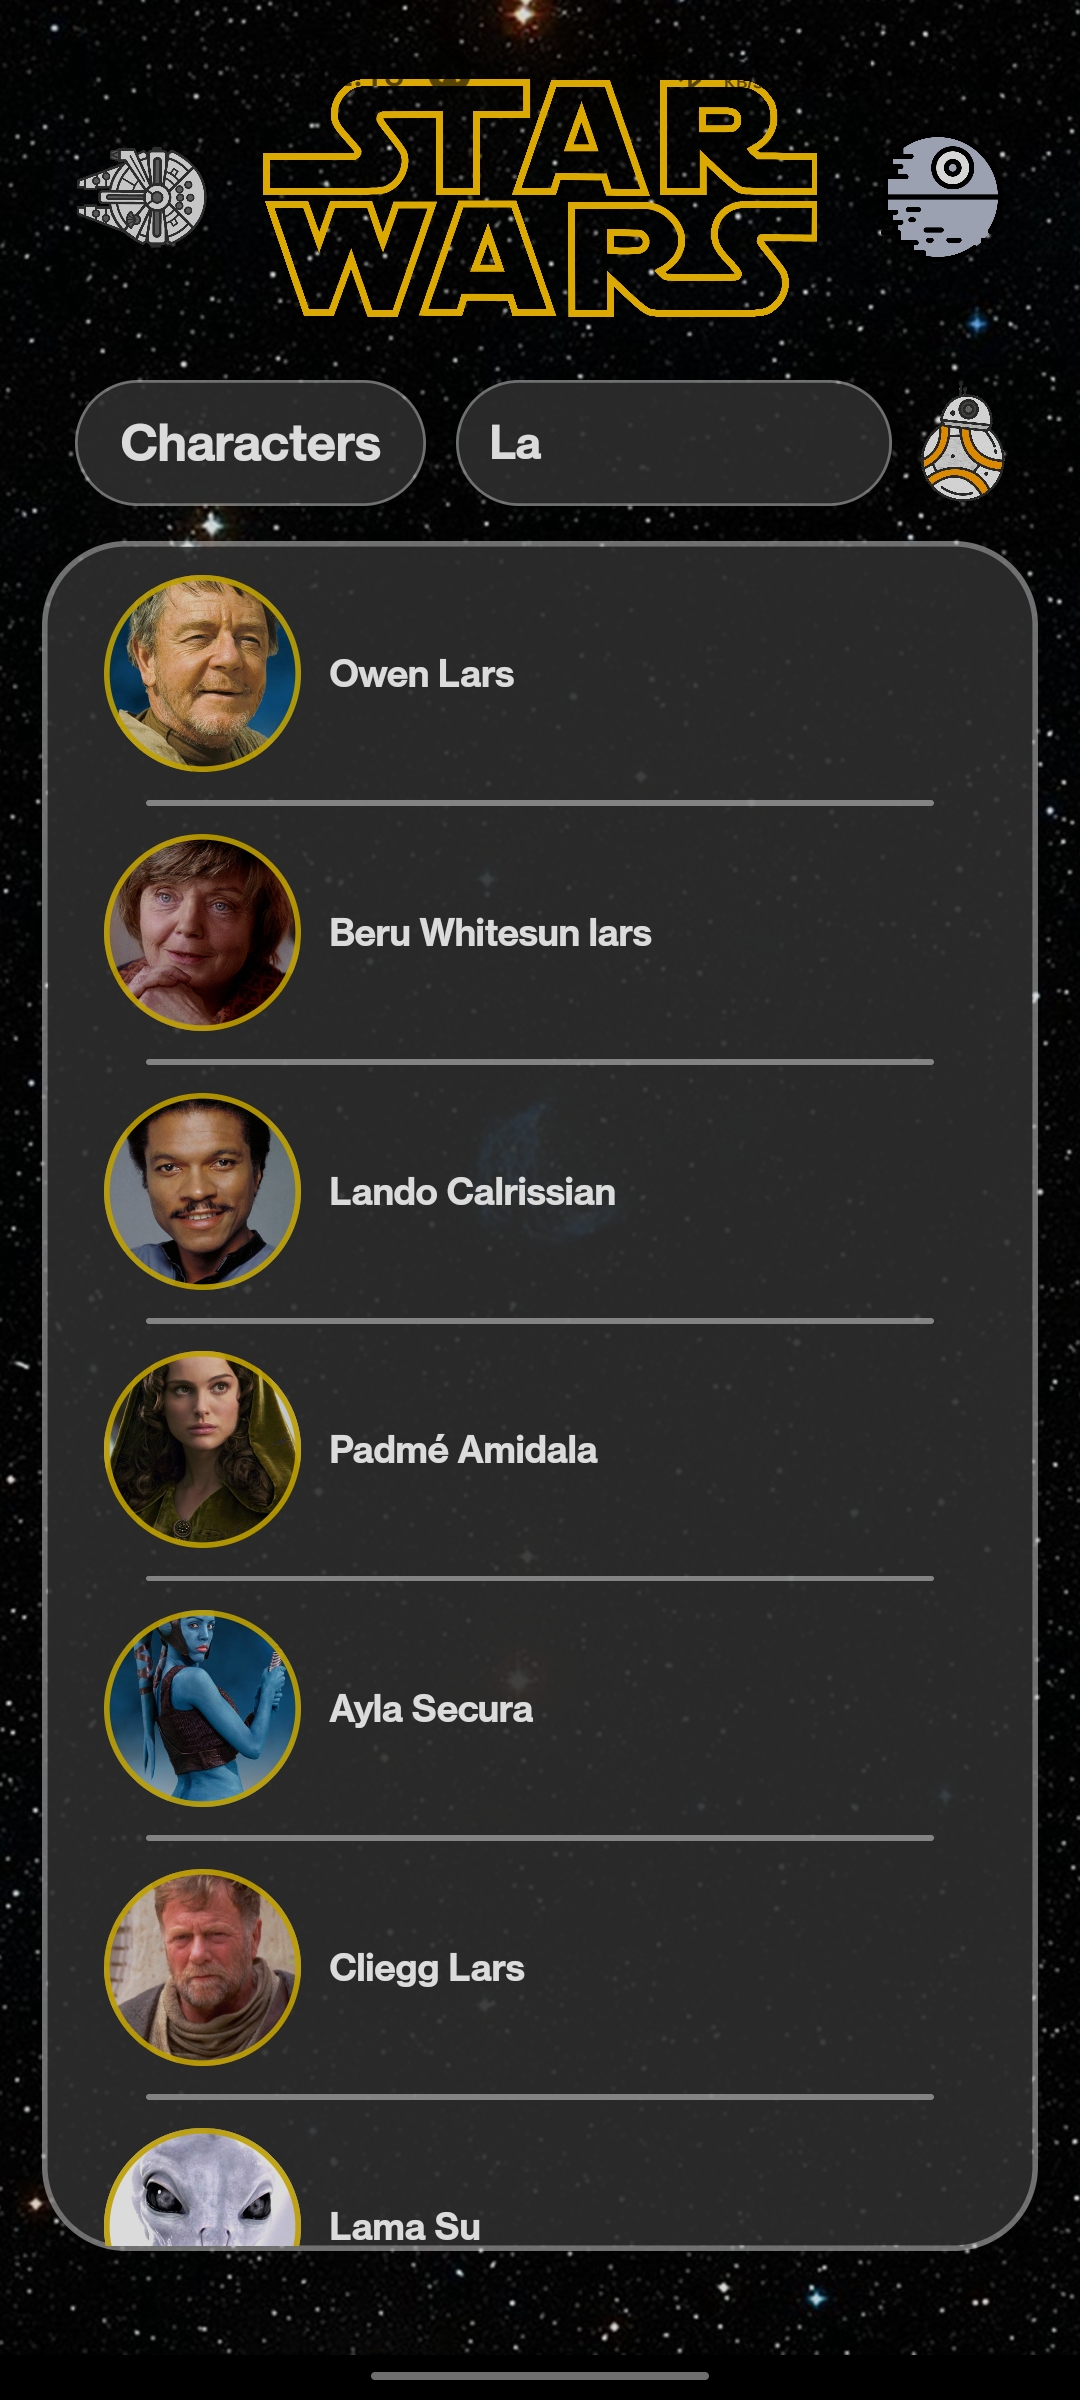 STAR
WARS
Characters
La
Owen Lars
Beru Whitesun lars
Lando Calrissian
Padmé Amidala
Ayla Secura
Cliegg Lars
Lama Su